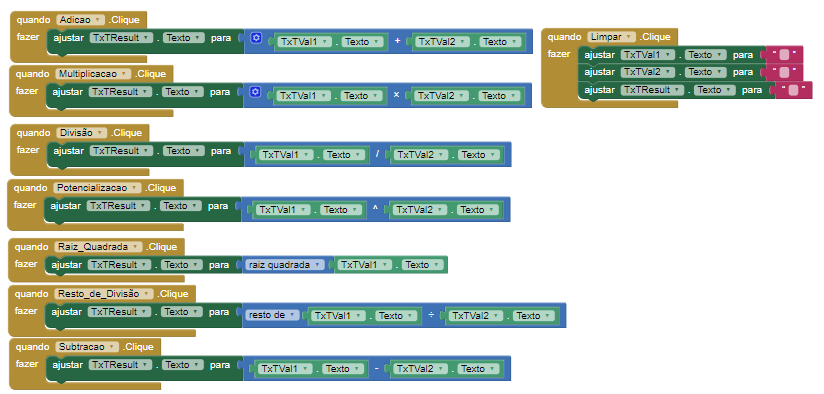 quando Adicao .Clique
fazer ajustar TxTResult . Texto para TxTVal1 . Texto + TxTVal2 . Texto
quando Multiplicacao .Clique
fazer ajustar TxTResult . Texto para TxTVal1 . Texto × TxTVal2 . Texto
quando Divisão .Clique
fazer ajustar TxTResult . Texto para TxTVal1 . Texto / TxTVal2 . Texto
quando Potencializacao .Clique
fazer ajustar TxTResult . Texto para TxTVal1 . Texto ^ TxTVal2 . Texto
quando Raiz_Quadrada .Clique
fazer ajustar TxTResult . Texto para raiz quadrada TxTVal1 . Texto
quando Resto_de_Divisão .Clique
fazer ajustar TxTResult . Texto para resto de TxTVal1 . Texto ÷ TxTVal2 . Texto
quando Subtracao .Clique
fazer ajustar TxTResult . Texto para TxTVal1 . Texto - TxTVal2 . Texto
quando Limpar .Clique
fazer ajustar TxTVal1 . Texto para " "
ajustar TxTVal2 . Texto para " "
ajustar TxTResult . Texto para " "